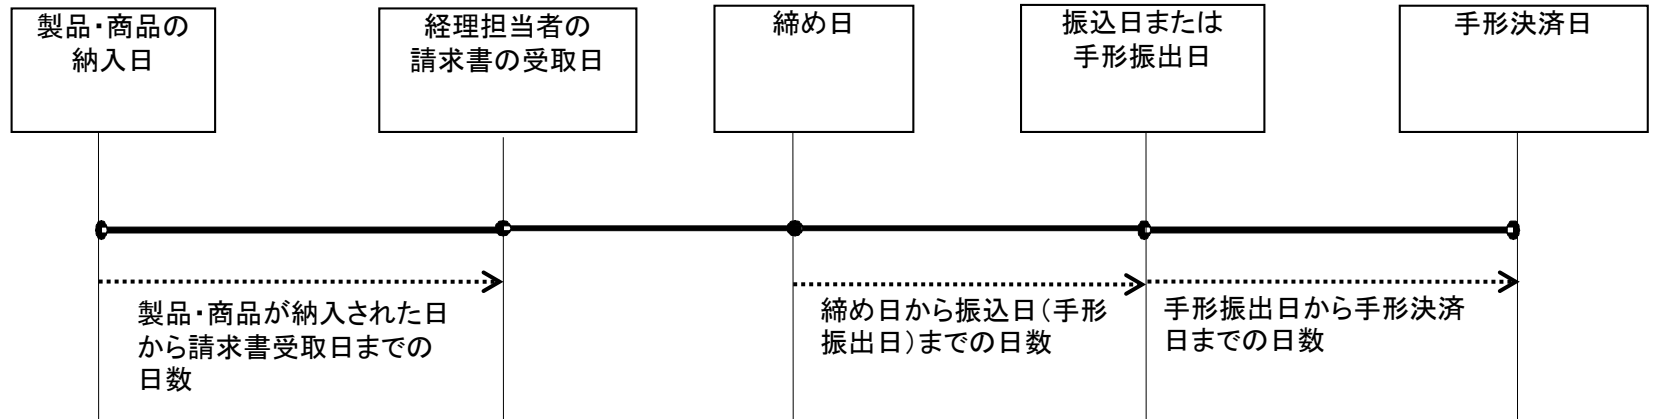 製品・商品の
納入日
経理担当者の
請求書の受取日
締め日
振込日または
手形振出日
手形決済日
製品・商品が納入された日
から請求書受取日までの
日数
締め日から振込日（手形
振出日）までの日数
手形振出日から手形決済
日までの日数